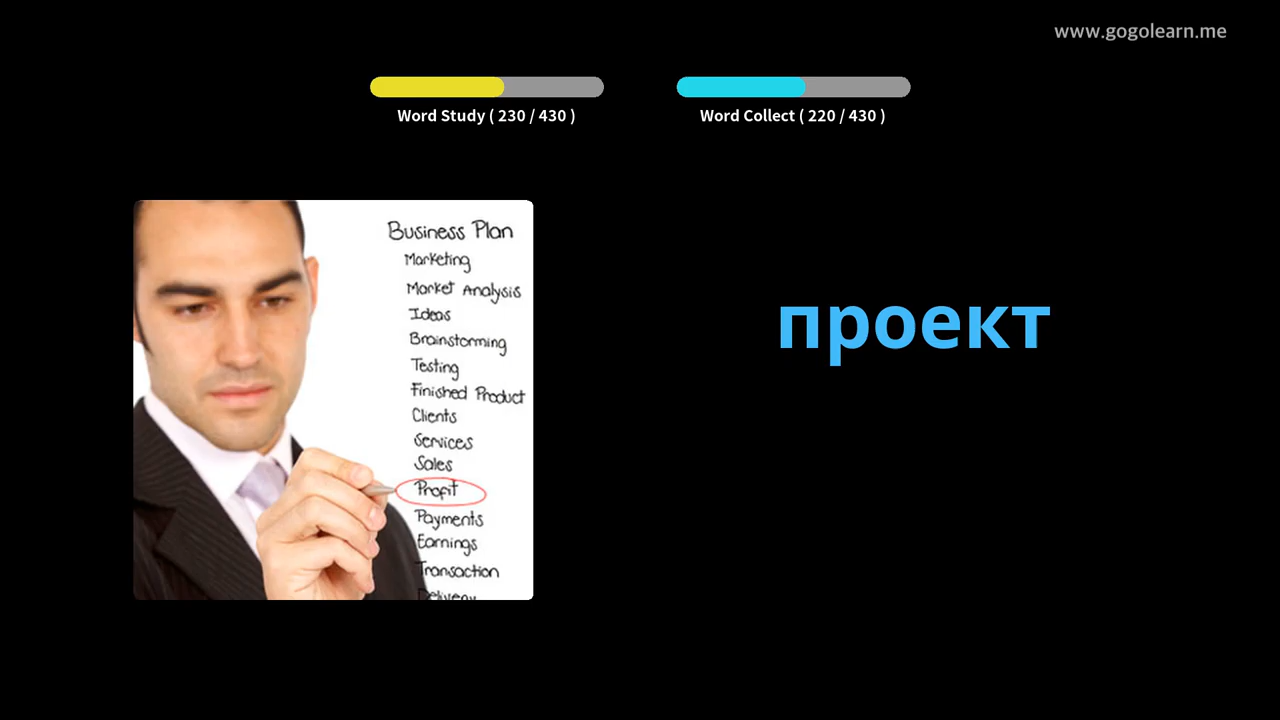 www.gogolearn.me
Word Study ( 230 / 430 )
Word Collect ( 220 / 430 )
Business Plan
Marketing
Market Analysis
Ideas
Brainstorming
Testing
Finished Product
Clients
Services
Sales
Profit
Payments
Earnings
Transaction
Delivery
проект